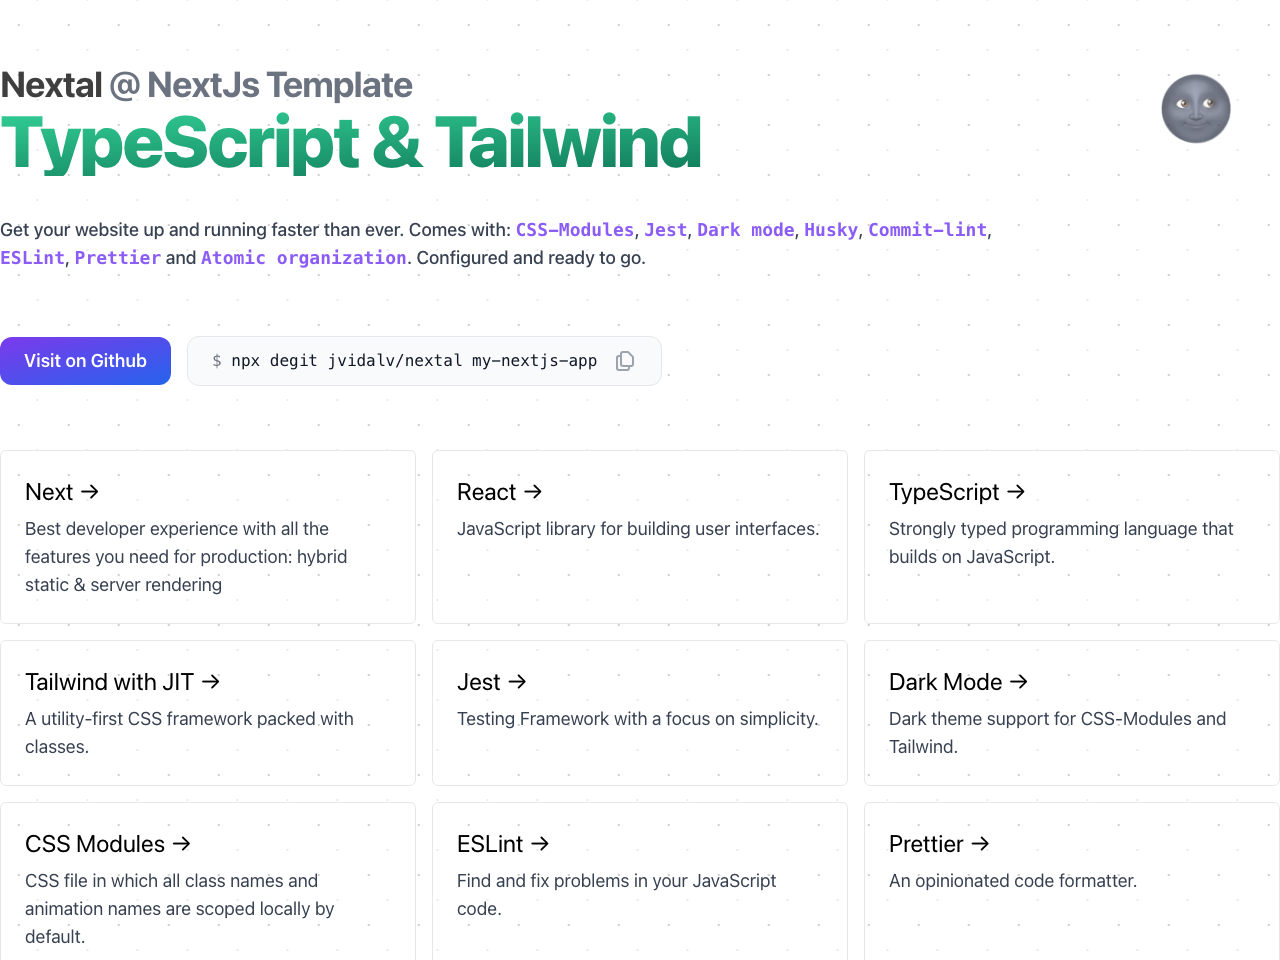 Nextal @ NextJs Template
TypeScript & Tailwind
Get your website up and running faster than ever. Comes with: CSS-Modules, Jest, Dark mode, Husky, Commit-lint,
ESLint, Prettier and Atomic organization. Configured and ready to go.
Visit on Github
$ npx degit jvidalv/nextal my-nextjs-app
Next →
Best developer experience with all the
features you need for production: hybrid
static & server rendering
React →
JavaScript library for building user interfaces.
TypeScript →
Strongly typed programming language that
builds on JavaScript.
Tailwind with JIT →
A utility-first CSS framework packed with
classes.
Jest →
Testing Framework with a focus on simplicity.
Dark Mode →
Dark theme support for CSS-Modules and
Tailwind.
CSS Modules →
CSS file in which all class names and
animation names are scoped locally by
default.
ESLint →
Find and fix problems in your JavaScript
code.
Prettier →
An opinionated code formatter.